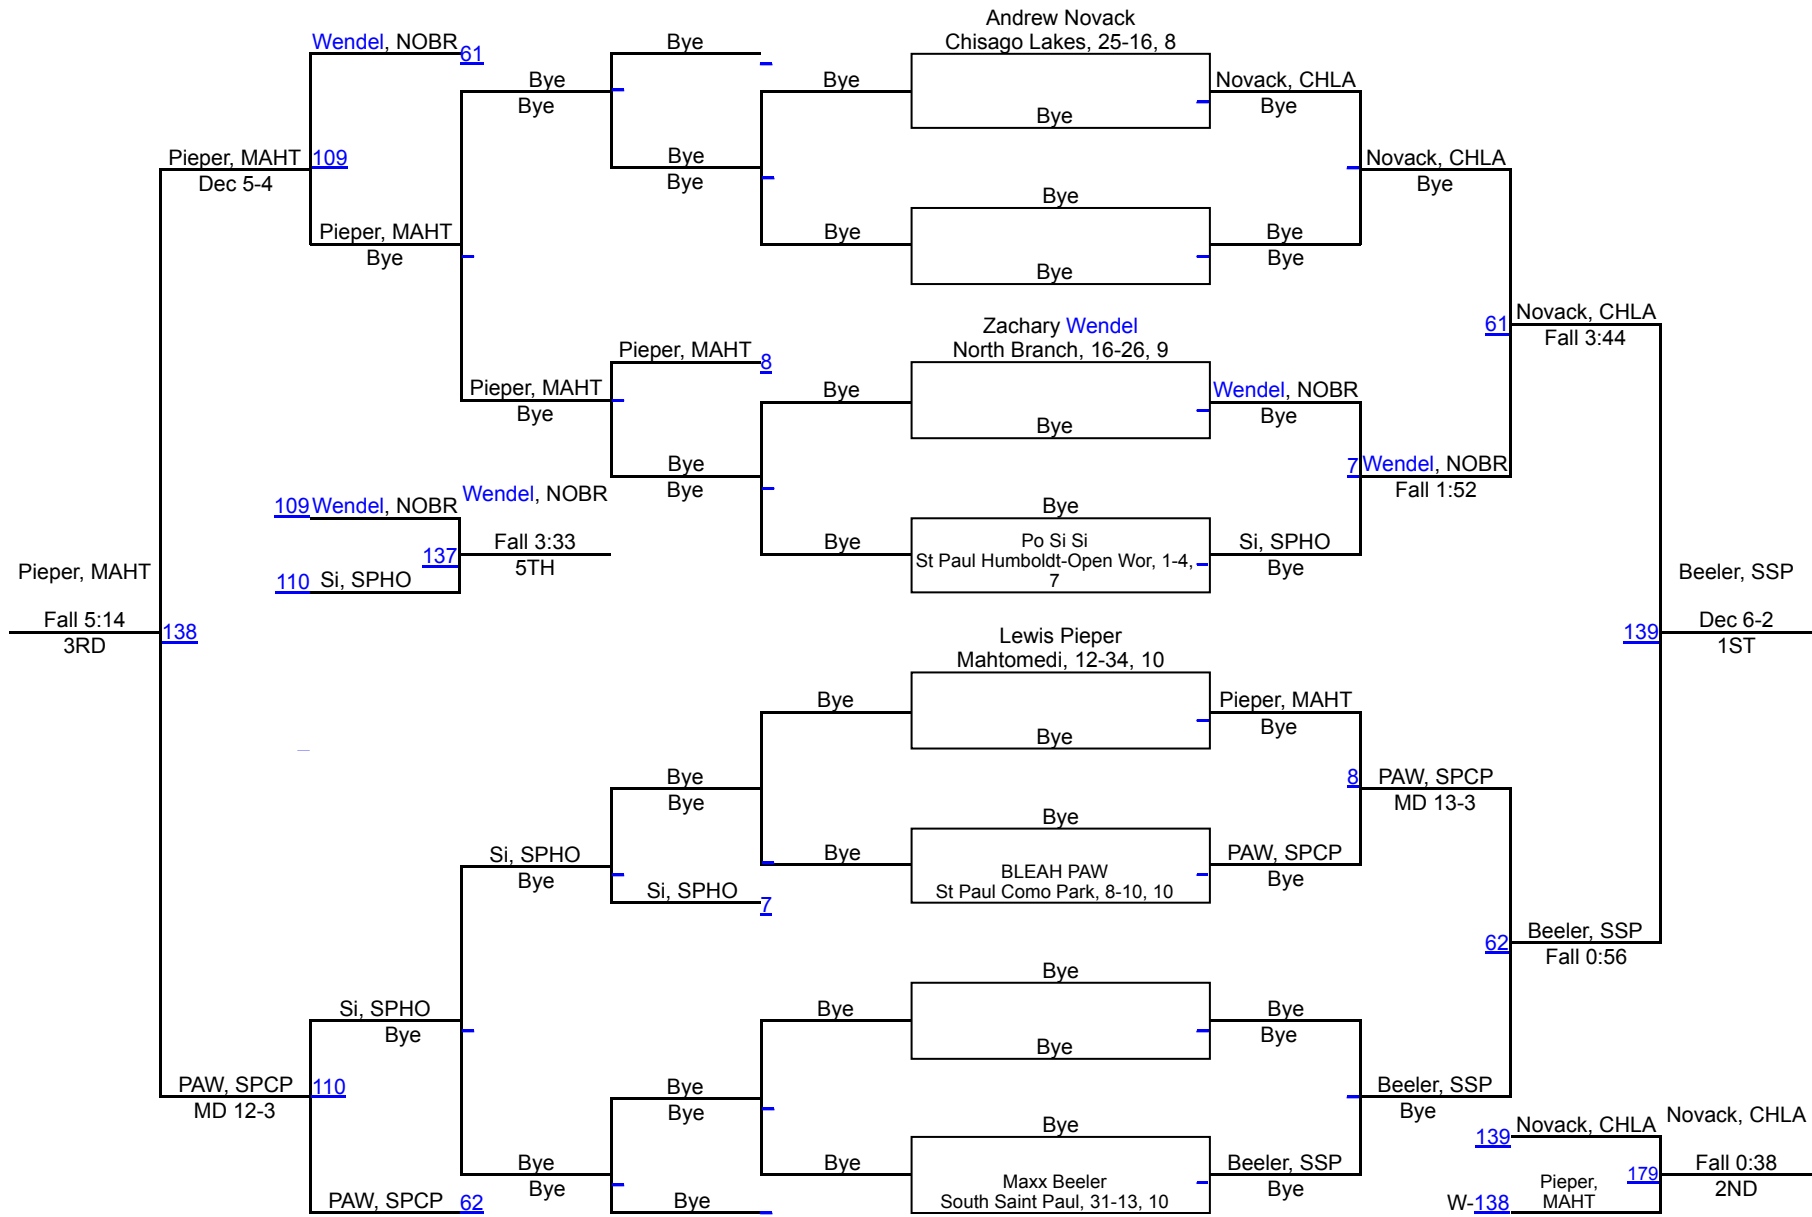 Andrew Novack
Wendel, NOBR
61
Bye
Chisago Lakes, 25-16, 8
Bye
Bye
Bye
Novack, CHLA
Bye
Bye
Pieper, MAHT
109
Dec 5-4
Bye
Bye
Novack, CHLA
Bye
Bye
Pieper, MAHT
Bye
Bye
Bye
Bye
Bye
Bye
Zachary Wendel
North Branch, 16-26, 9
61
Novack, CHLA
Fall 3:44
Pieper, MAHT
8
Pieper, MAHT
Bye
Bye
Bye
Wendel, NOBR
Bye
Bye
Bye
7
Wendel, NOBR
Fall 1:52
109
Wendel, NOBR
Wendel, NOBR
137
Fall 3:33
5TH
110
Si, SPHO
Bye
Bye
Po Si Si
St Paul Humboldt-Open Wor, 1-4,
7
Si, SPHO
Bye
Pieper, MAHT
Fall 5:14
3RD
138
Beeler, SSP
139
Dec 6-2
1ST
Lewis Pieper
Mahtomedi, 12-34, 10
Bye
Bye
Pieper, MAHT
Bye
Bye
Bye
8
PAW, SPCP
MD 13-3
Bye
Bye
BLEAH PAW
St Paul Como Park, 8-10, 10
PAW, SPCP
Bye
Si, SPHO
Bye
Si, SPHO
7
62
Beeler, SSP
Fall 0:56
Bye
Bye
Bye
Bye
Bye
Si, SPHO
Bye
PAW, SPCP
110
MD 12-3
Bye
Bye
Beeler, SSP
Bye
Bye
Bye
Maxx Beeler
South Saint Paul, 31-13, 10
Beeler, SSP
Bye
Bye
Bye
PAW, SPCP
62
Bye
139
Novack, CHLA
Novack, CHLA
179
Fall 0:38
2ND
W-138
Pieper,
MAHT